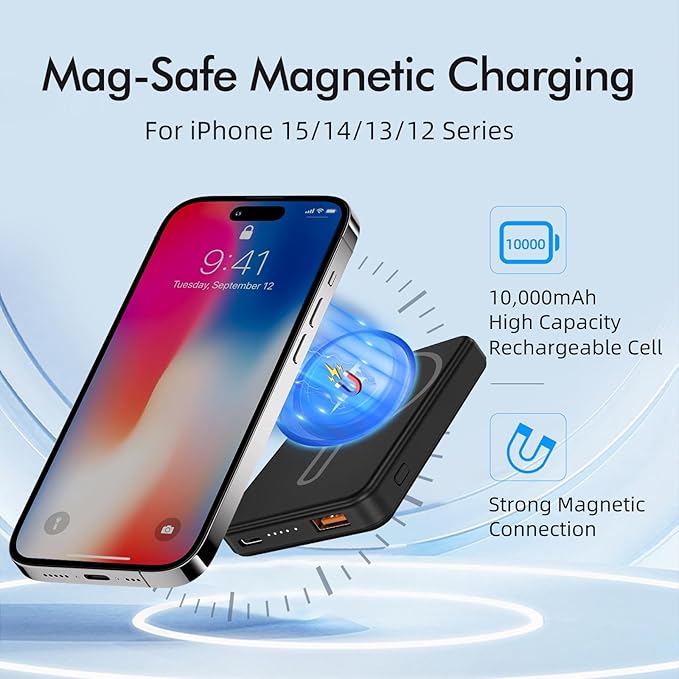 Mag-Safe Magnetic Charging
For iPhone 15/14/13/12 Series
9:41
Tuesday, September 12
10000
10,000mAh
High Capacity
Rechargeable Cell
Strong Magnetic
Connection